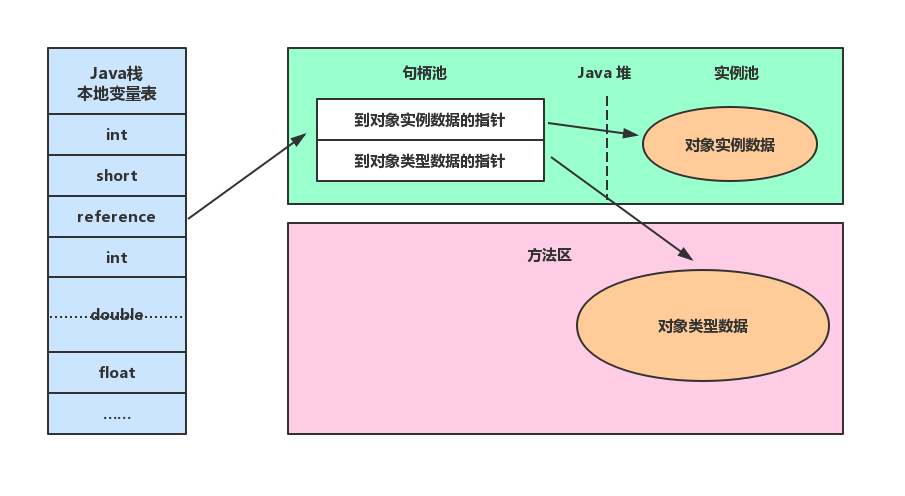 Java栈
本地变量表
int
short
reference
int
double
float
……
句柄池
Java 堆
实例池
到对象实例数据的指针
到对象类型数据的指针
对象实例数据
方法区
对象类型数据